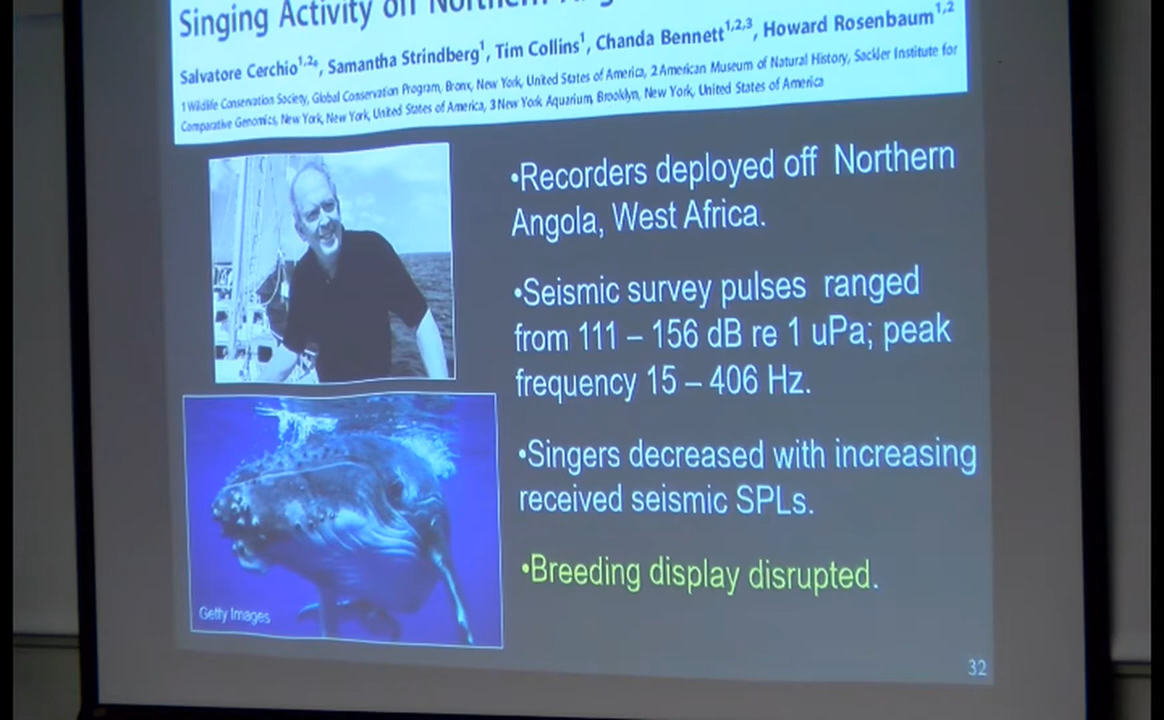 Singing Activity off Northern
Salvatore Cerchio1,2*, Samantha Strindberg1, Tim Collins1, Chanda Bennett1,2,3, Howard Rosenbaum1,2
1 Wildlife Conservation Society, Global Conservation Program, Bronx, New York, United States of America, 2 American Museum of Natural History, Sackler Institute for
Comparative Genomics, New York, New York, United States of America, 3 New York Aquarium, Brooklyn, New York, United States of America
•Recorders deployed off Northern
Angola, West Africa.
•Seismic survey pulses ranged
from 111 – 156 dB re 1 uPa; peak
frequency 15 – 406 Hz.
•Singers decreased with increasing
received seismic SPLs.
•Breeding display disrupted.
Getty Images
32